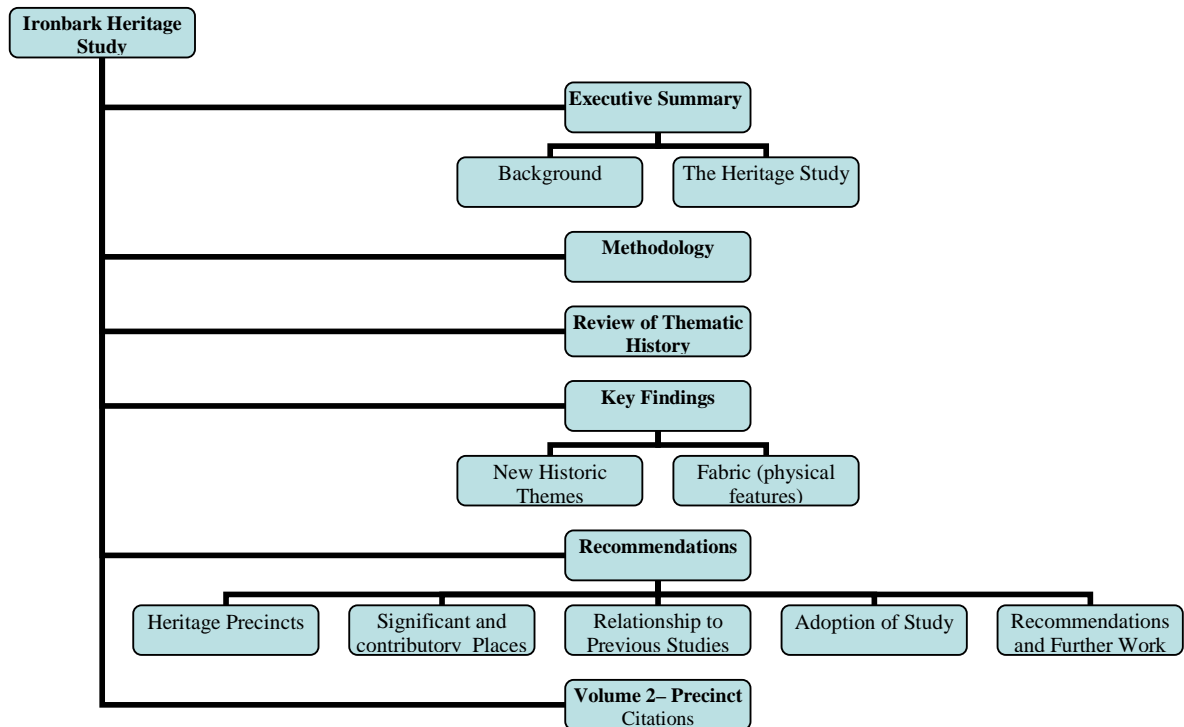 Ironbark Heritage
Study
Executive Summary
Background
The Heritage Study
Methodology
Review of Thematic
History
Key Findings
New Historic
Themes
Fabric (physical
features)
Recommendations
Heritage Precincts
Significant and
contributory Places
Relationship to
Previous Studies
Adoption of Study
Recommendations
and Further Work
Volume 2– Precinct
Citations